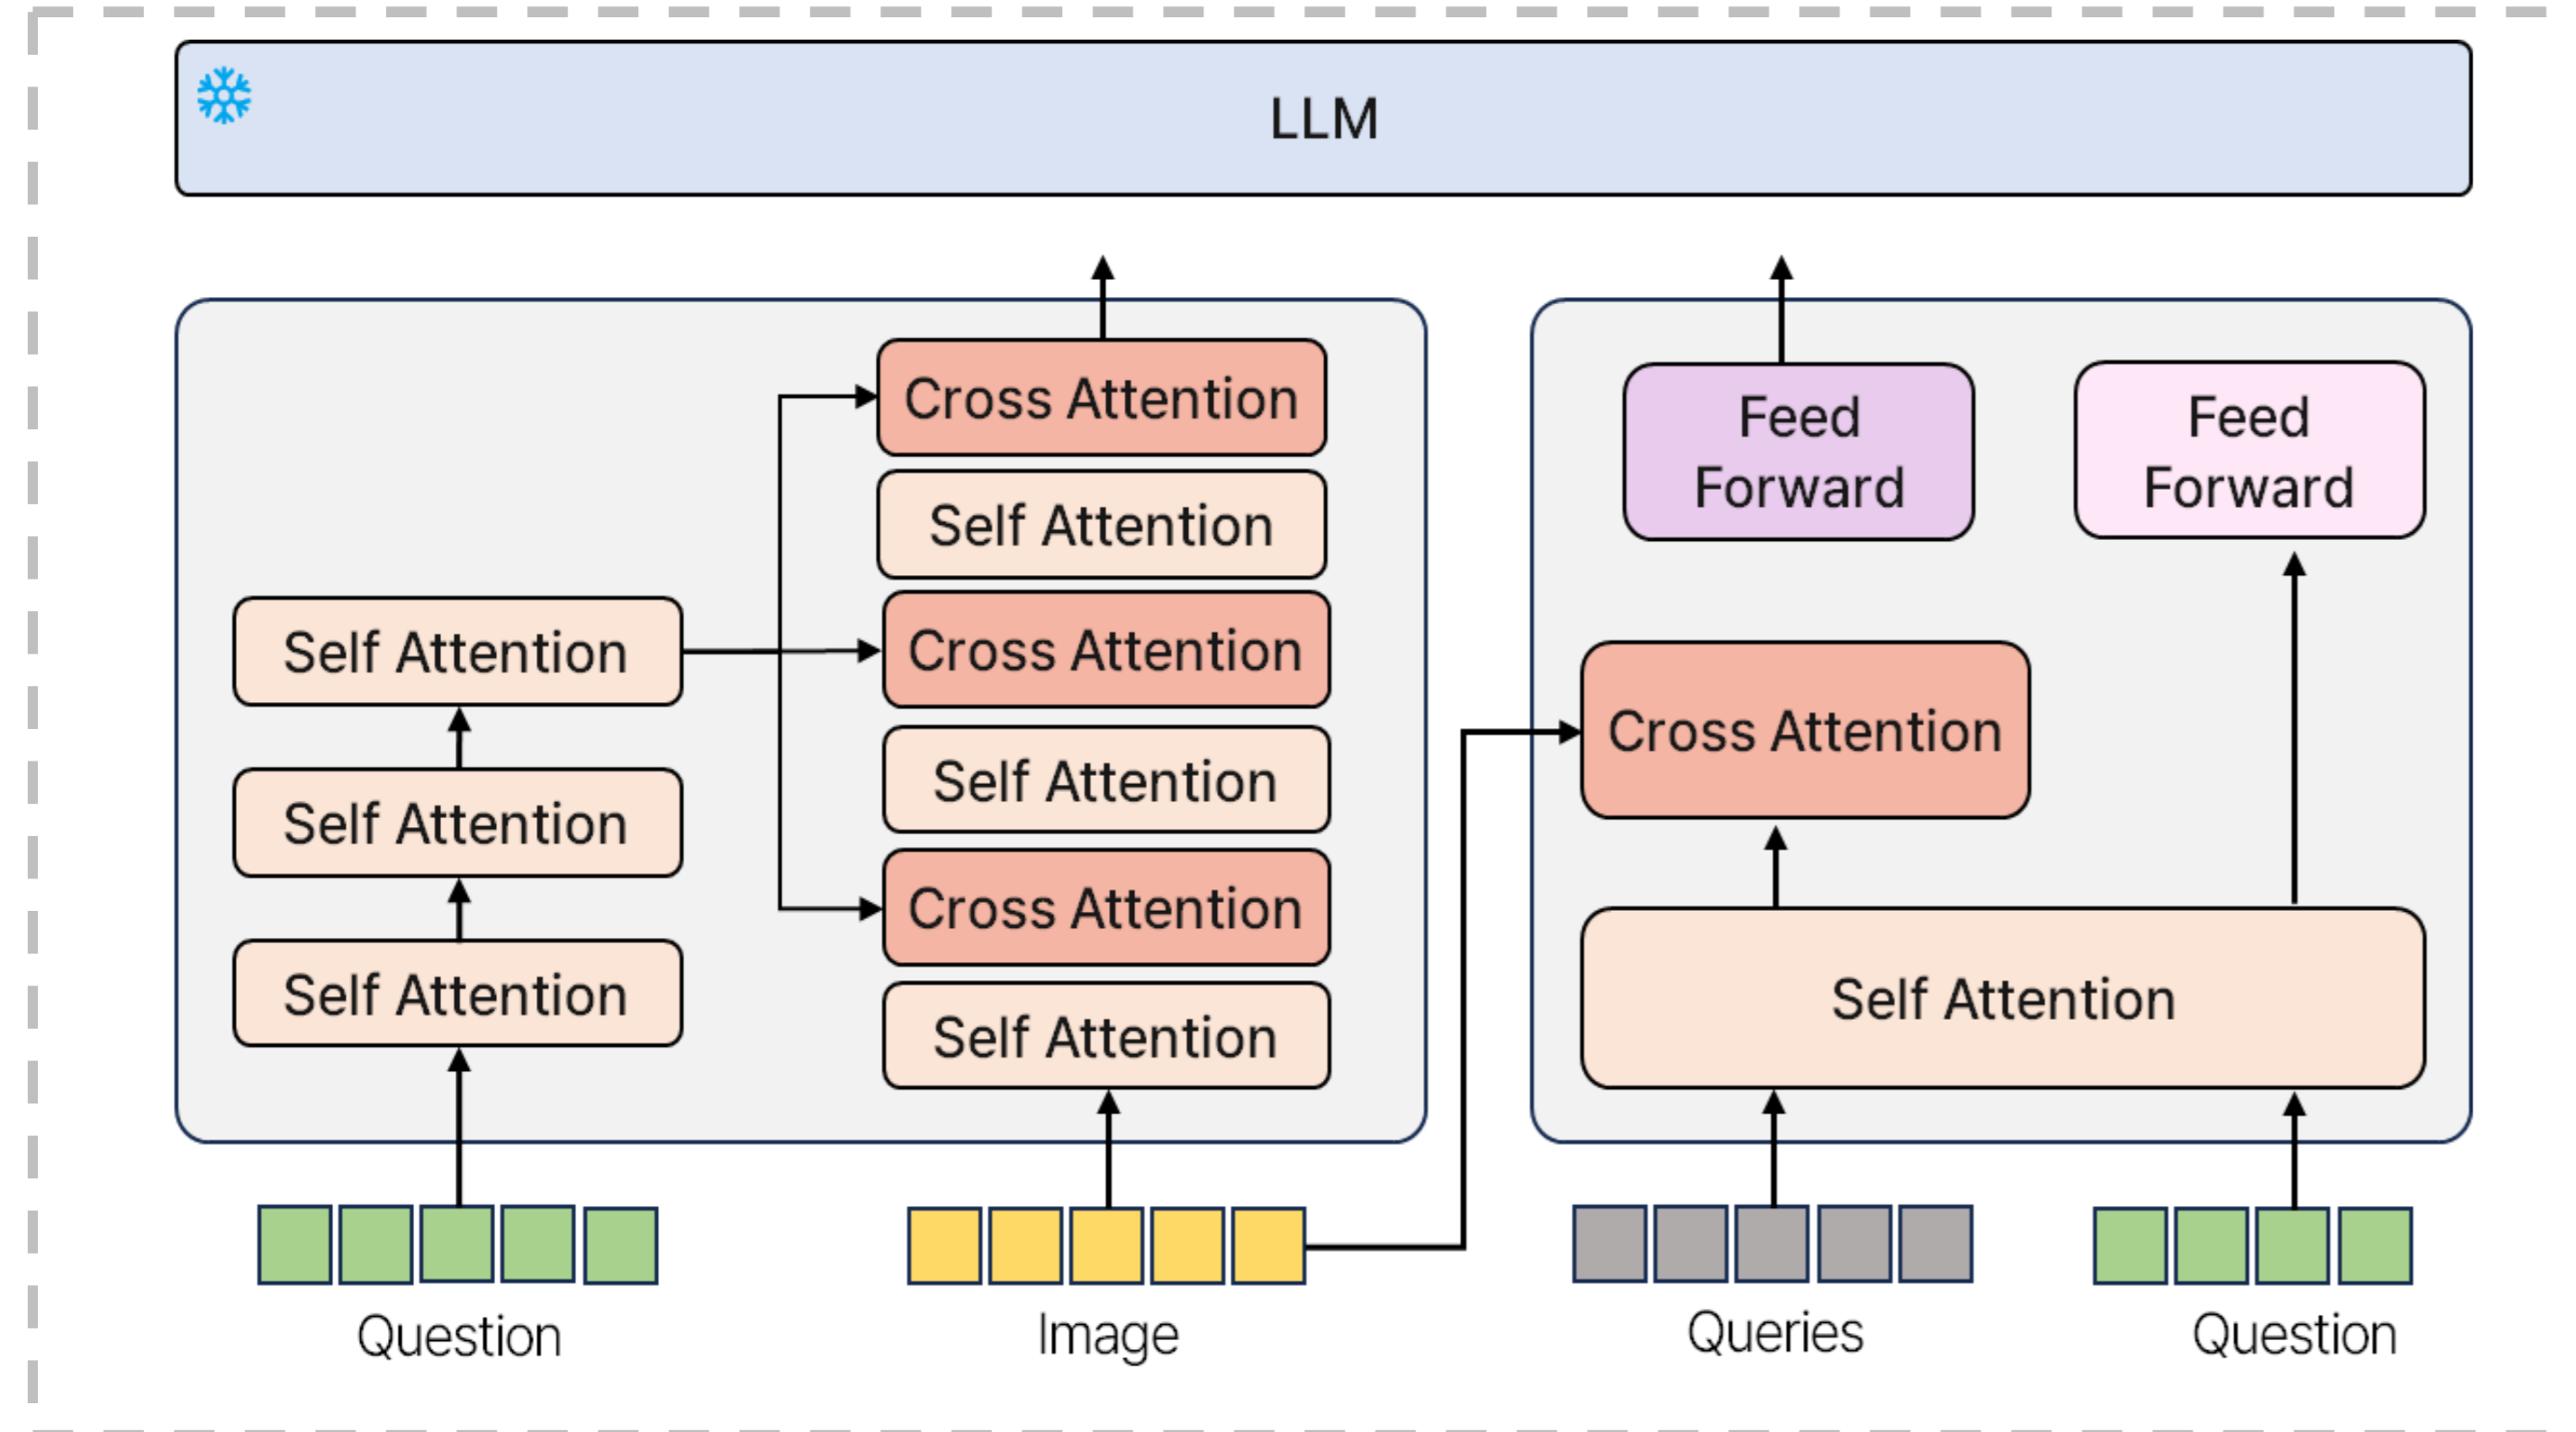 LLM
Cross Attention
Self Attention
Cross Attention
Self Attention
Cross Attention
Self Attention
Self Attention
Self Attention
Self Attention
Question
Image
Feed
Forward
Feed
Forward
Cross Attention
Self Attention
Queries
Question